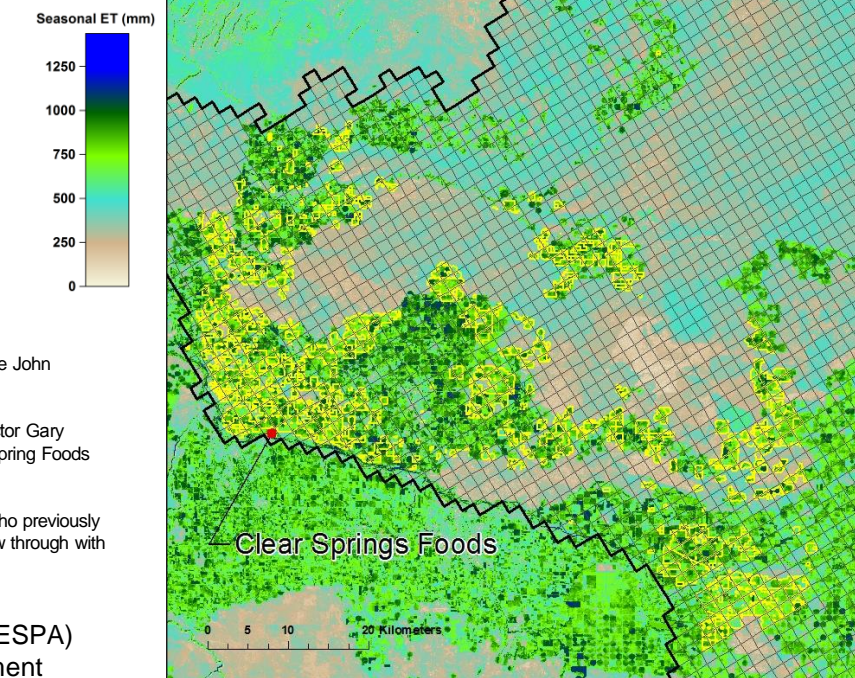 Seasonal ET (mm)
1250
1000
750
500
250
0
e John
tor Gary
pring Foods
ho previously
w through with
ESPA)
nent
Clear Springs Foods
0 5 10 20 Kilometers